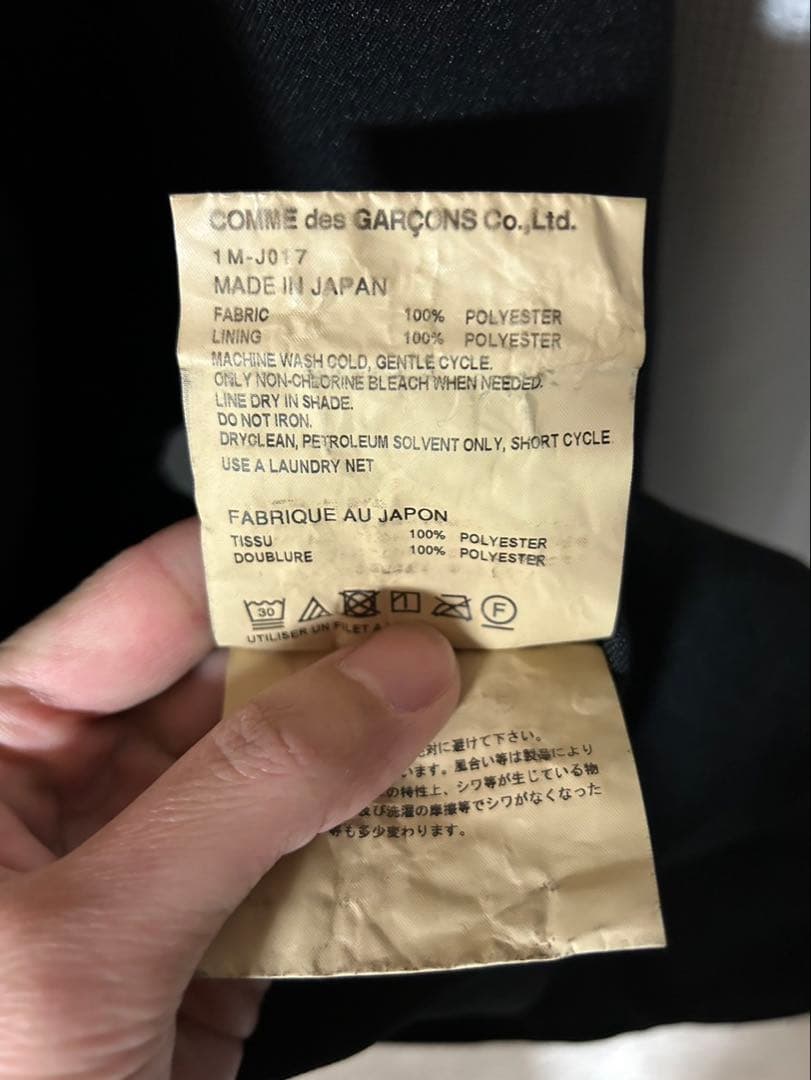 COMME des GARÇONS Co.,Ltd.
1M-J017
MADE IN JAPAN
FABRIC 100% POLYESTER
LINING 100% POLYESTER
MACHINE WASH COLD, GENTLE CYCLE.
ONLY NON-CHLORINE BLEACH WHEN NEEDED.
LINE DRY IN SHADE.
DO NOT IRON.
DRYCLEAN, PETROLEUM SOLVENT ONLY, SHORT CYCLE
USE A LAUNDRY NET
FABRIQUE AU JAPON
TISSU 100% POLYESTER
DOUBLURE 100% POLYESTER
30 1 F
UTILISER UN FILET A
対に避けて下さい。
います。風合い等は製品により
の特性上、シワ等が生じている物
及び洗濯の摩擦等でシワがなくなった
等も多少変わります。